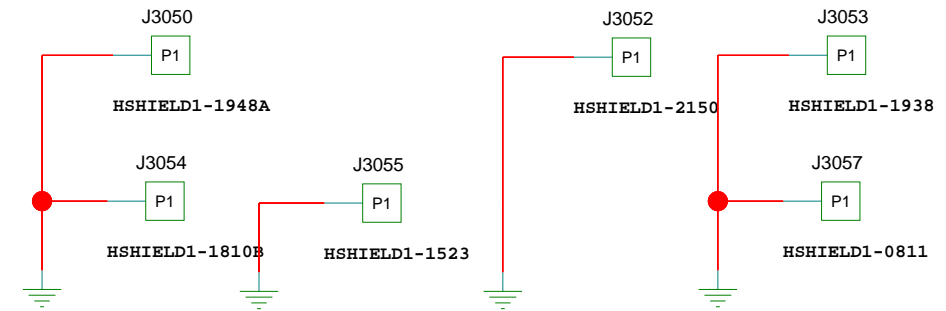 J3050
P1
HSHIELD1-1948A
J3052
P1
HSHIELD1-2150
J3053
P1
HSHIELD1-1938
J3054
P1
HSHIELD1-1810B
J3055
P1
HSHIELD1-1523
J3057
P1
HSHIELD1-0811